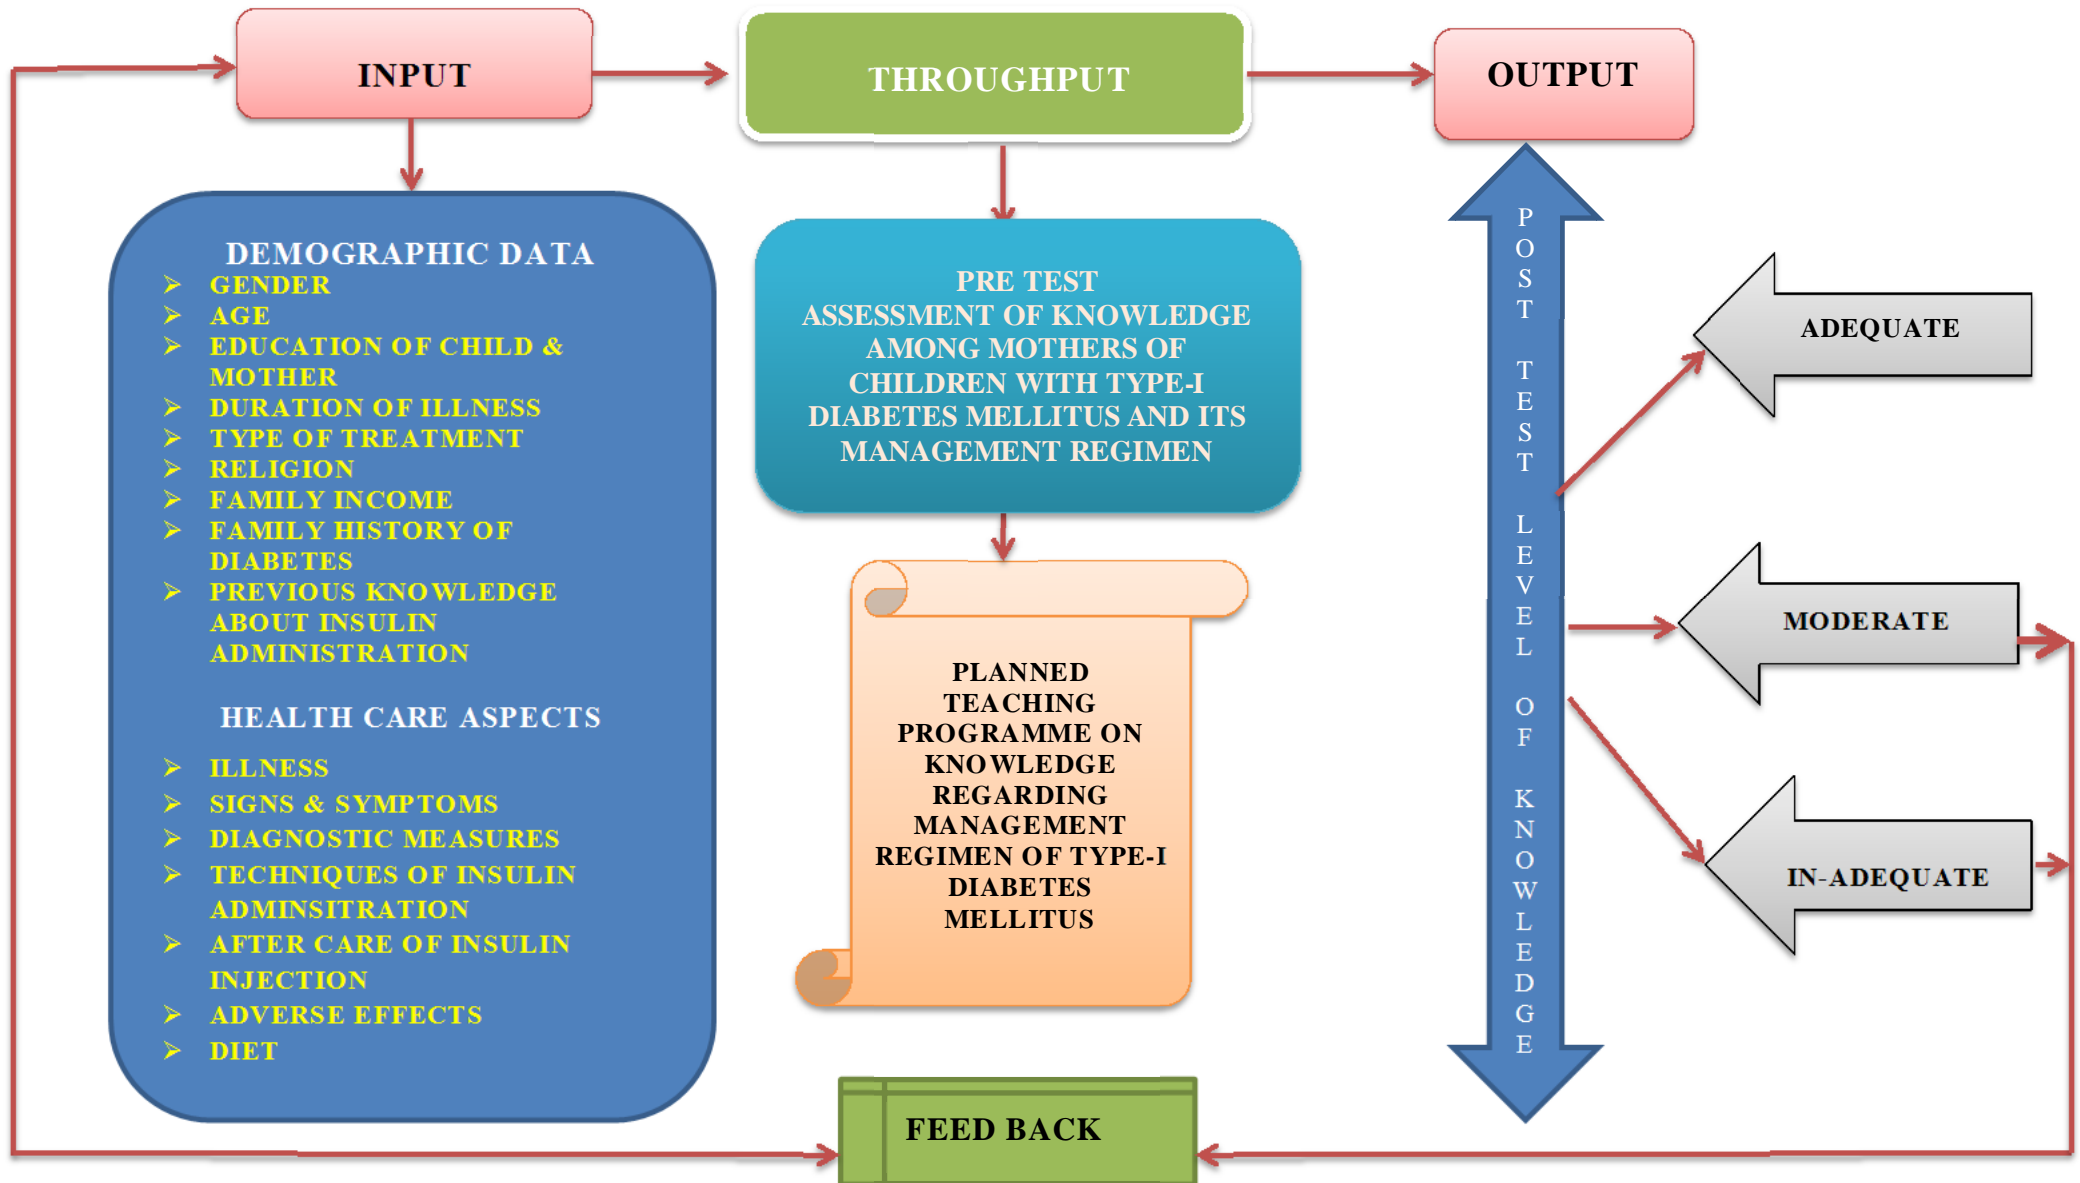 INPUT
THROUGHPUT
OUTPUT
DEMOGRAPHIC DATA
GENDER
AGE
EDUCATION OF CHILD &
MOTHER
DURATION OF ILLNESS
TYPE OF TREATMENT
RELIGION
FAMILY INCOME
FAMILY HISTORY OF
DIABETES
PREVIOUS KNOWLEDGE
ABOUT INSULIN
ADMINISTRATION
HEALTH CARE ASPECTS
ILLNESS
SIGNS & SYMPTOMS
DIAGNOSTIC MEASURES
TECHNIQUES OF INSULIN
ADMINSITRATION
AFTER CARE OF INSULIN
INJECTION
ADVERSE EFFECTS
DIET
PRE TEST
ASSESSMENT OF KNOWLEDGE
AMONG MOTHERS OF
CHILDREN WITH TYPE-I
DIABETES MELLITUS AND ITS
MANAGEMENT REGIMEN
PLANNED
TEACHING
PROGRAMME ON
KNOWLEDGE
REGARDING
MANAGEMENT
REGIMEN OF TYPE-I
DIABETES
MELLITUS
POST TEST LEVEL OF KNOWLEDGE
ADEQUATE
MODERATE
IN-ADEQUATE
FEED BACK